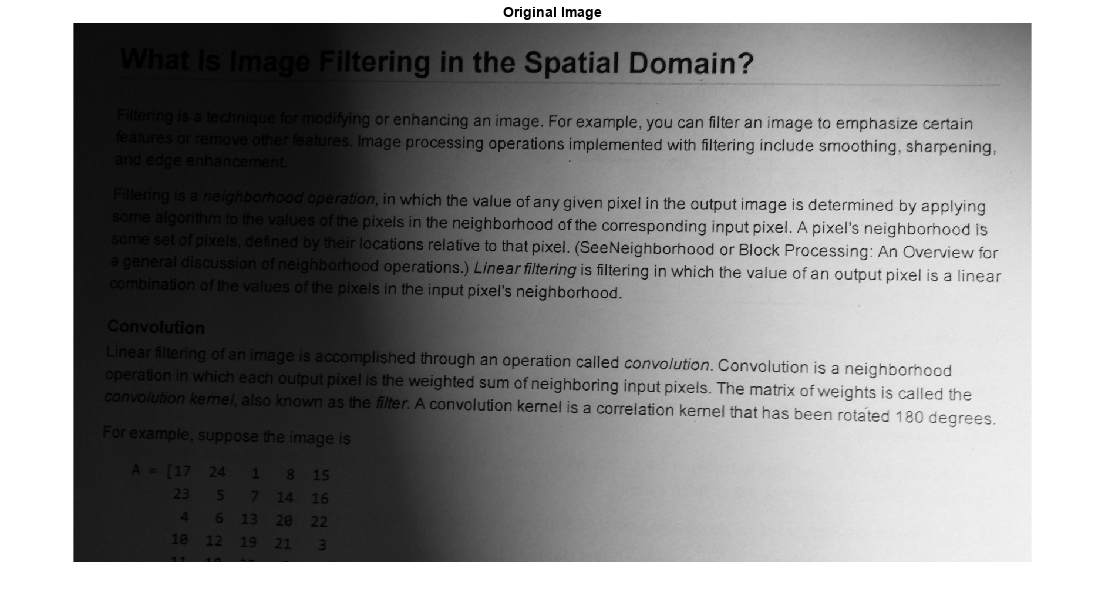 Original Image
What Is Image Filtering in the Spatial Domain?
Filtering is a technique for modifying or enhancing an image. For example, you can filter an image to emphasize certain
features or remove other features. Image processing operations implemented with filtering include smoothing, sharpening,
and edge enhancement.
Filtering is a neighborhood operation, in which the value of any given pixel in the output image is determined by applying
some algorithm to the values of the pixels in the neighborhood of the corresponding input pixel. A pixel's neighborhood is
some set of pixels, defined by their locations relative to that pixel. (SeeNeighborhood or Block Processing: An Overview for
a general discussion of neighborhood operations.) Linear filtering is filtering in which the value of an output pixel is a linear
combination of the values of the pixels in the input pixel's neighborhood.
Convolution
Linear filtering of an image is accomplished through an operation called convolution. Convolution is a neighborhood
operation in which each output pixel is the weighted sum of neighboring input pixels. The matrix of weights is called the
convolution kernel, also known as the filter. A convolution kernel is a correlation kernel that has been rotated 180 degrees.
For example, suppose the image is
A = [17 24 1 8 15
23 5 7 14 16
4 6 13 20 22
10 12 19 21 3